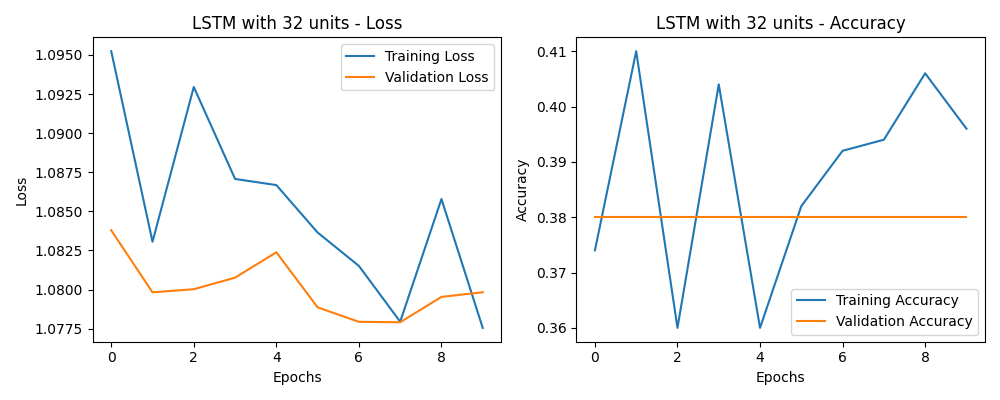 LSTM with 32 units - Loss
1.0950
1.0925
1.0900
1.0875
1.0850
1.0825
1.0800
1.0775
Loss
Training Loss
Validation Loss
0 2 4 6 8
Epochs
LSTM with 32 units - Accuracy
0.41
0.40
0.39
0.38
0.37
0.36
Accuracy
Training Accuracy
Validation Accuracy
0 2 4 6 8
Epochs